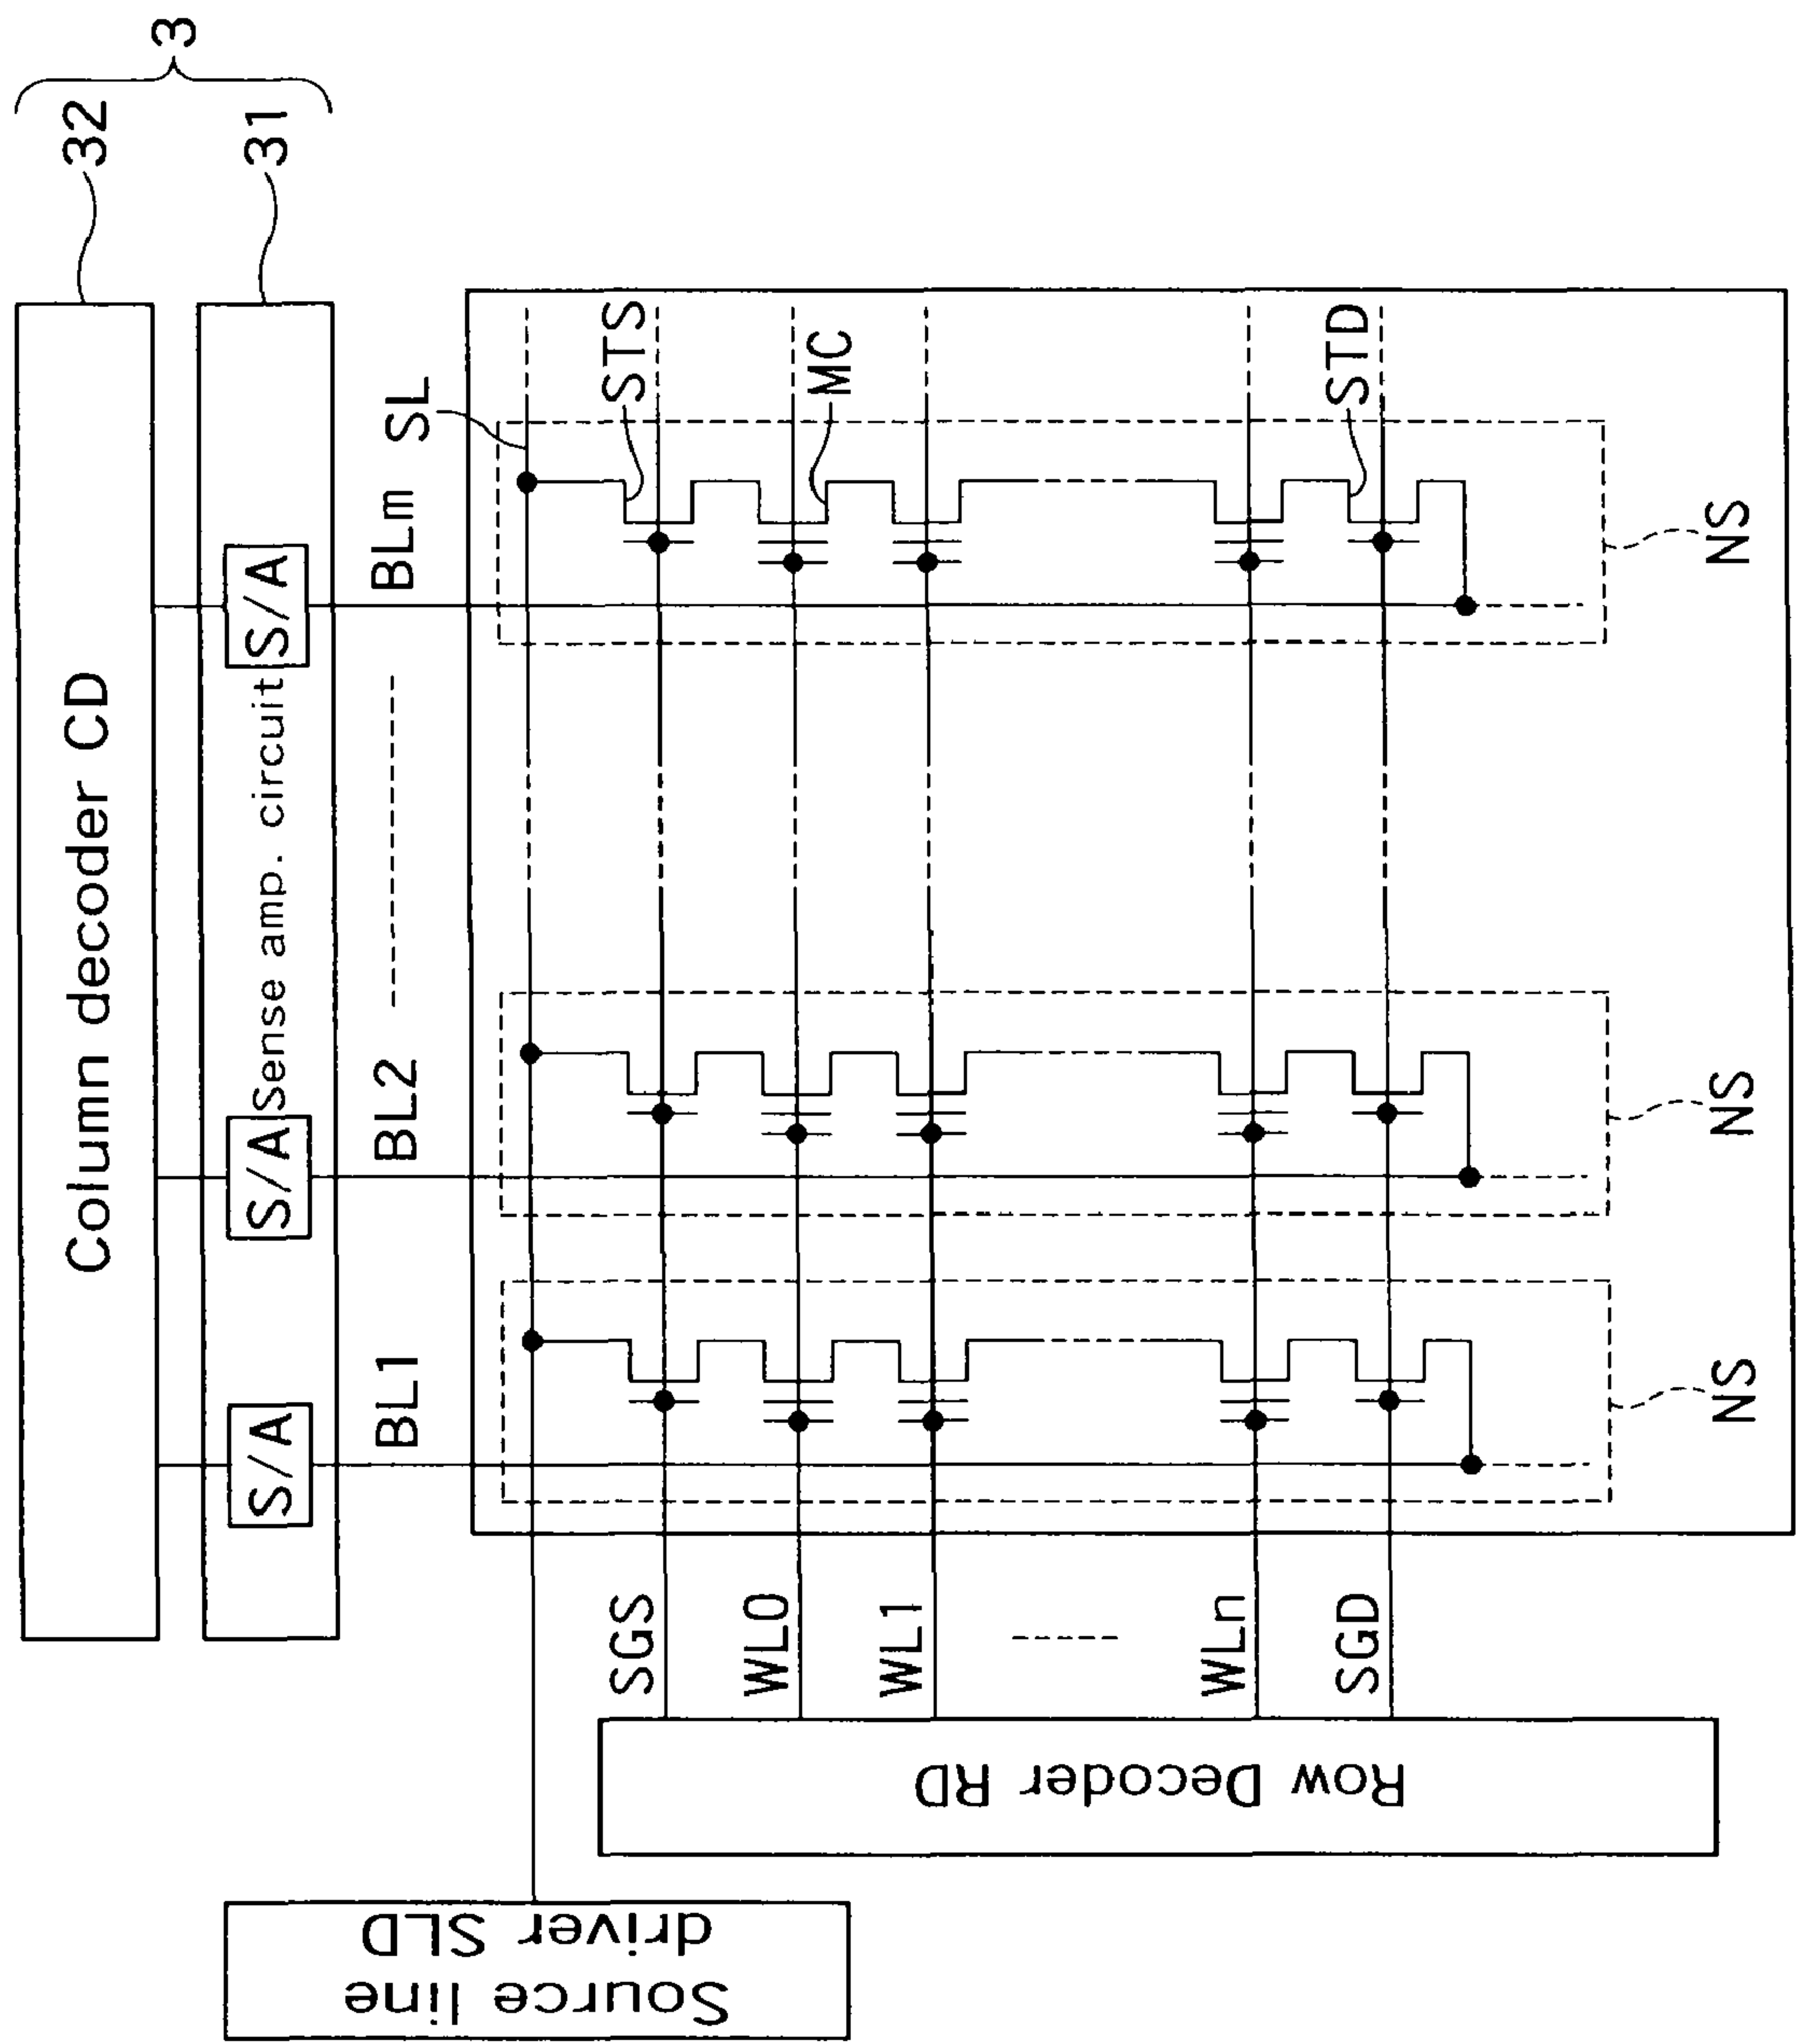 3
32
31
Column decoder CD
S/A
S/A
Sense amp. circuit
S/A
BL1
BL2
BLm
SL
STS
MC
STD
SGS
WL0
WL1
WLn
SGD
NS
NS
NS
Row Decoder RD
Source line
driver SLD